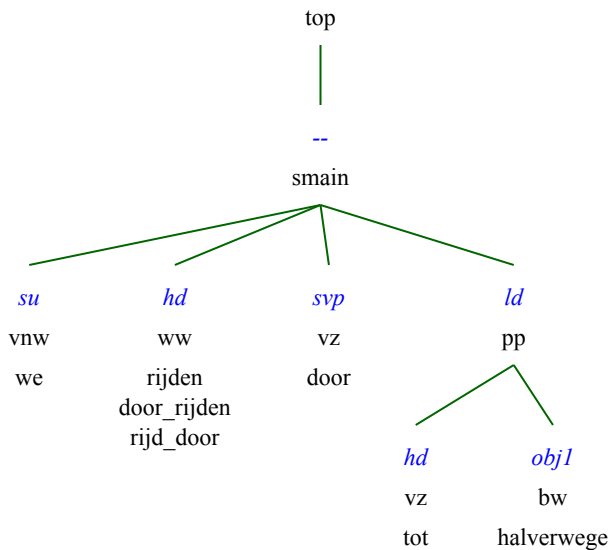 top
--
smain
su hd svp ld
vnw ww vz pp
we rijden door
door_rijden
rijd_door
hd obj1
vz bw
tot halverwege